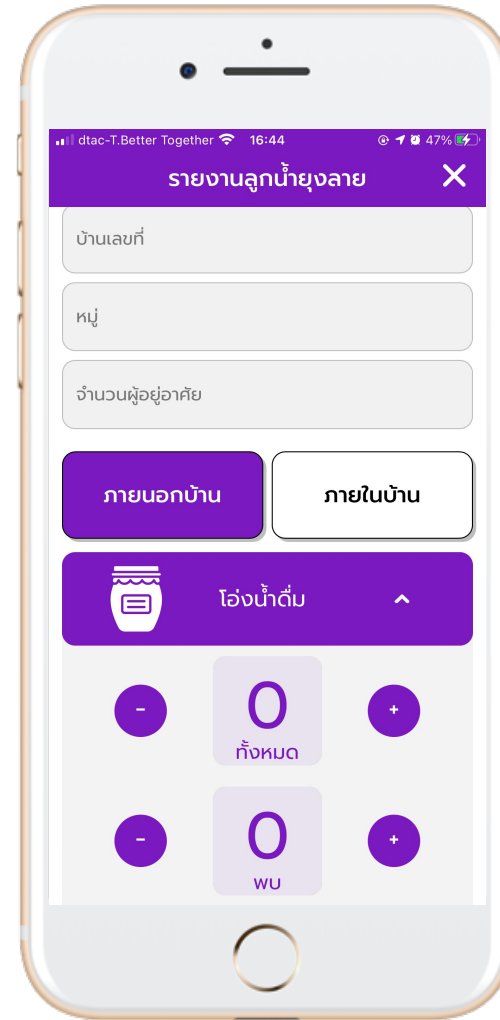 dtac-T.Better Together 16:44 47%
รายงานลูกน้ำยุงลาย
บ้านเลขที่
หมู่
จำนวนผู้อยู่อาศัย
ภายนอกบ้าน ภายในบ้าน
โอ่งน้ำดื่ม
- 0 +
ทั้งหมด
- 0 +
พบ